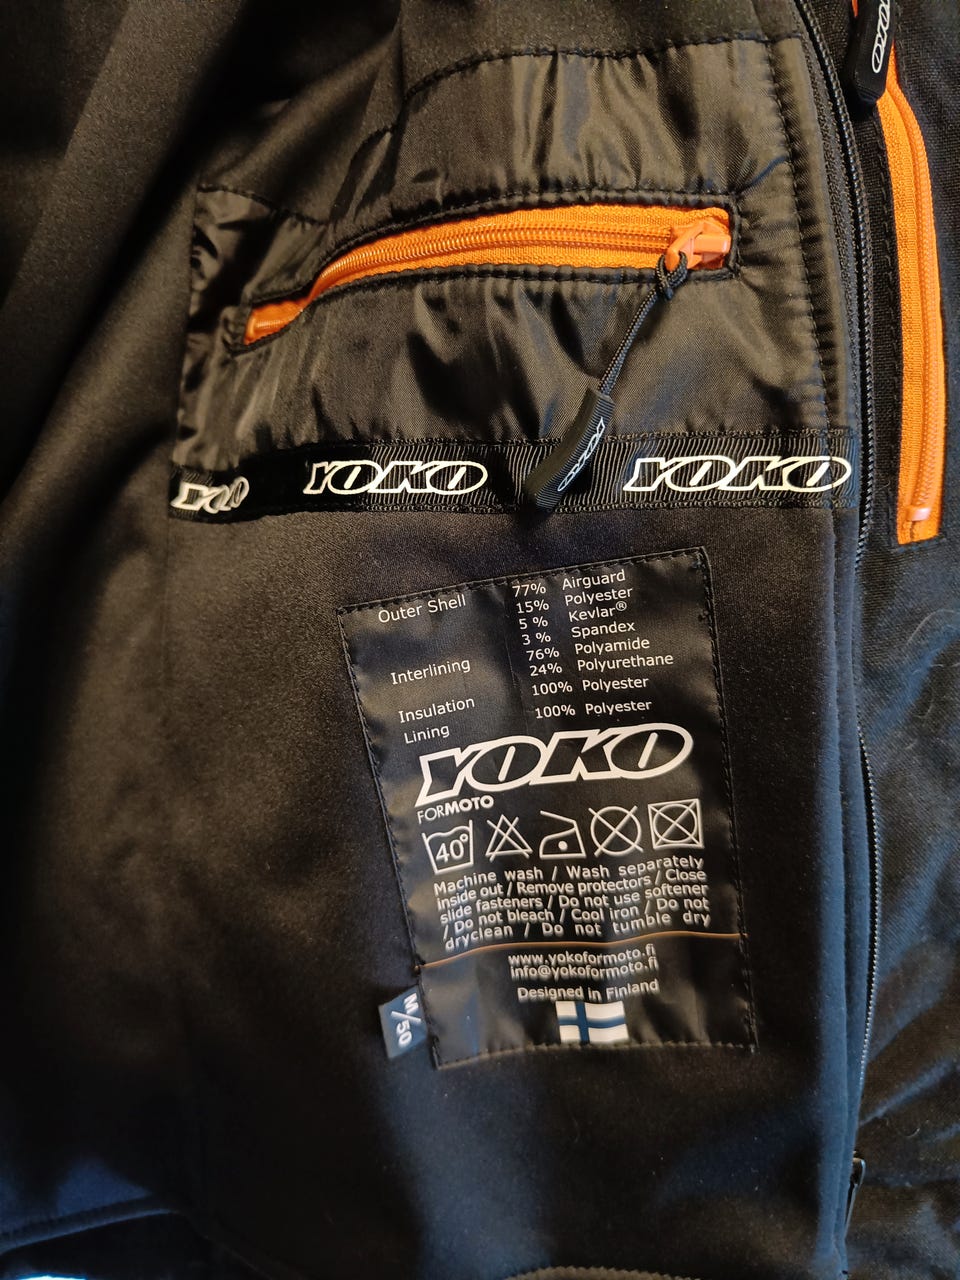 YOKO
YOKO YOKO YOKO
YOKO
Outer Shell 77% Airguard
15% Polyester
5 % Kevlar®
3 % Spandex
Interlining 76% Polyamide
24% Polyurethane
Insulation 100% Polyester
Lining 100% Polyester
YOKO
FORMOTO
40°
Machine wash / Wash separately
inside out / Remove protectors / Close
slide fasteners / Do not use softener
/ Do not bleach / Cool iron / Do not
dryclean / Do not tumble dry
www.yokoformoto.fi
info@yokoformoto.fi
Designed in Finland
M/50